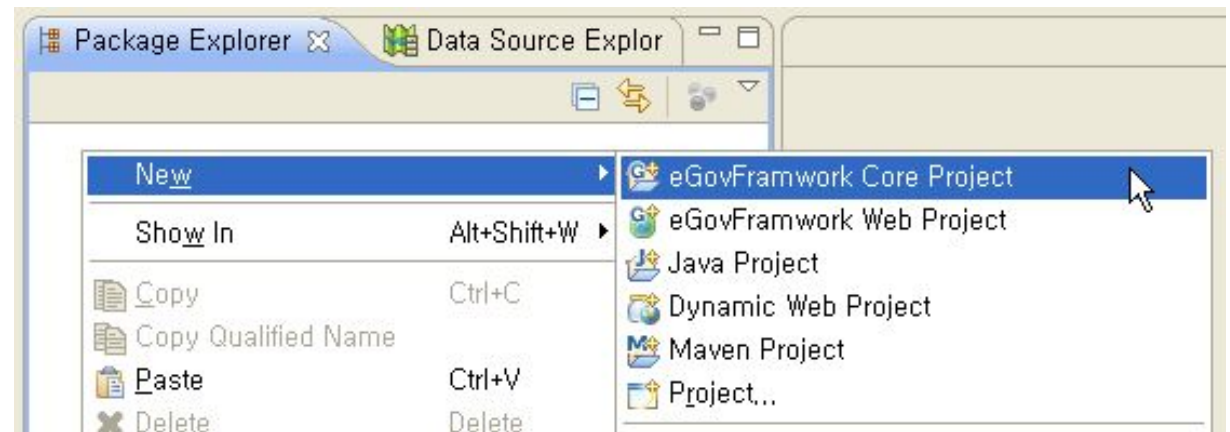 Package Explorer
Data Source Explor
New
Show In Alt+Shift+W
Copy Ctrl+C
Copy Qualified Name
Paste Ctrl+V
Delete Delete
eGovFramwork Core Project
eGovFramwork Web Project
Java Project
Dynamic Web Project
Maven Project
Project...